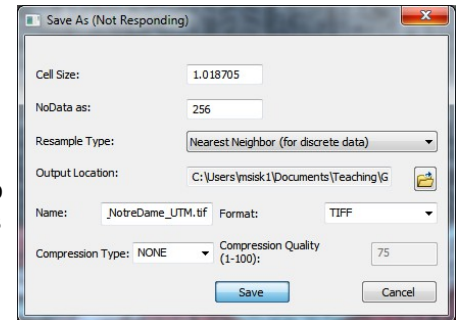 Save As (Not Responding)
Cell Size: 1.018705
NoData as: 256
Resample Type: Nearest Neighbor (for discrete data)
Output Location: C:\Users\msisk1\Documents\Teaching\G
Name: _NotreDame_UTM.tif Format: TIFF
Compression Type: NONE Compression Quality
(1-100): 75
Save Cancel